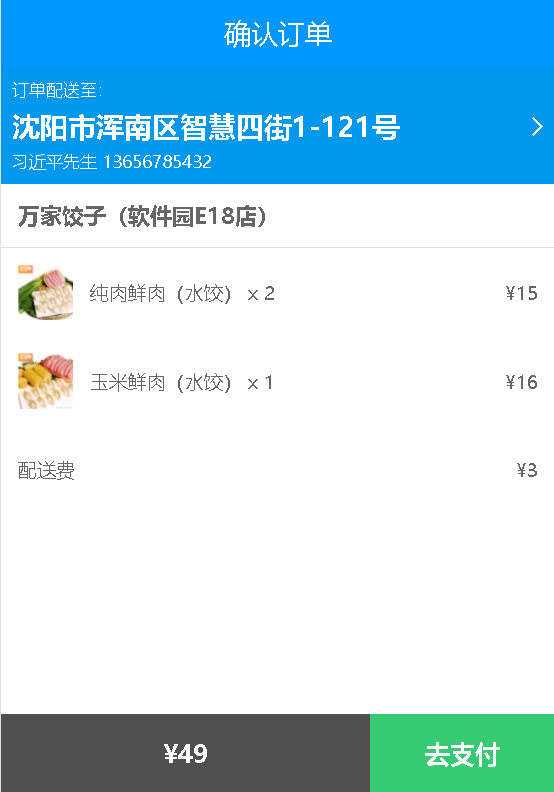 确认订单
订单配送至:
沈阳市浑南区智慧四街1-121号
习近平先生 13656785432
万家饺子（软件园E18店）
纯肉鲜肉（水饺） x 2 ¥15
玉米鲜肉（水饺） x 1 ¥16
配送费 ¥3
¥49 去支付